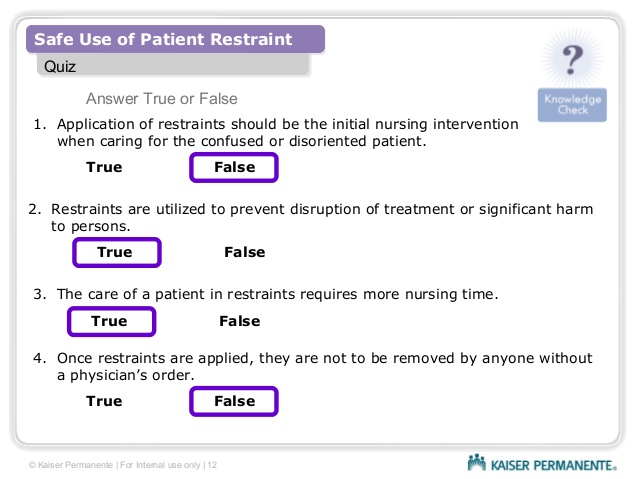 Safe Use of Patient Restraint
Quiz
?
Knowledge
Check
Answer True or False
1. Application of restraints should be the initial nursing intervention
when caring for the confused or disoriented patient.
True False
2. Restraints are utilized to prevent disruption of treatment or significant harm
to persons.
True False
3. The care of a patient in restraints requires more nursing time.
True False
4. Once restraints are applied, they are not to be removed by anyone without
a physician’s order.
True False
© Kaiser Permanente | For Internal use only | 12
KAISER PERMANENTE®